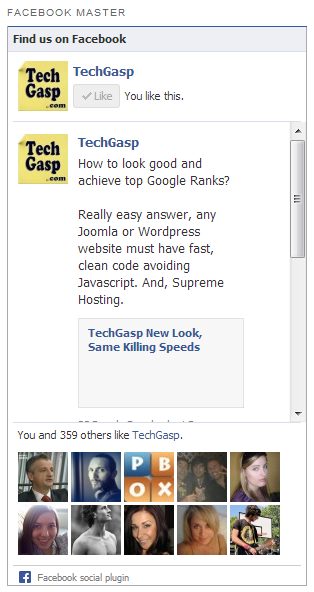 FACEBOOK MASTER
Find us on Facebook
Tech
Gasp
.com
TechGasp
Like
You like this.
Tech
Gasp
.com
TechGasp
How to look good and
achieve top Google Ranks?
Really easy answer, any
Joomla or Wordpress
website must have fast,
clean code avoiding
Javascript. And, Supreme
Hosting.
TechGasp New Look,
Same Killing Speeds
You and 359 others like TechGasp.
P B
O X
Facebook social plugin